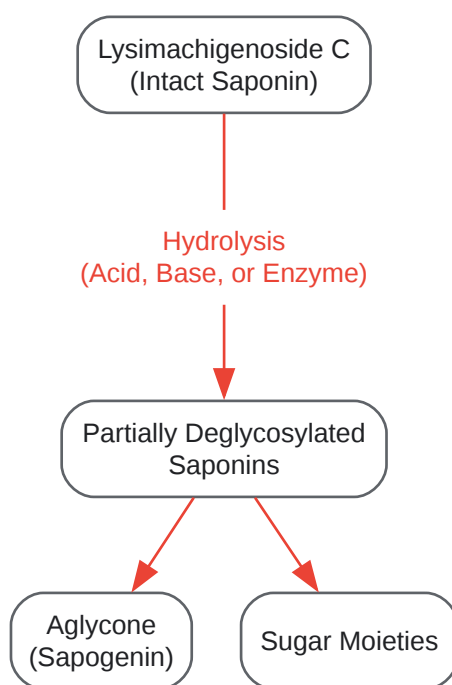 Lysimachigenoside C
(Intact Saponin)
Hydrolysis
(Acid, Base, or Enzyme)
Partially Deglycosylated
Saponins
Aglycone
(Sapogenin)
Sugar Moieties